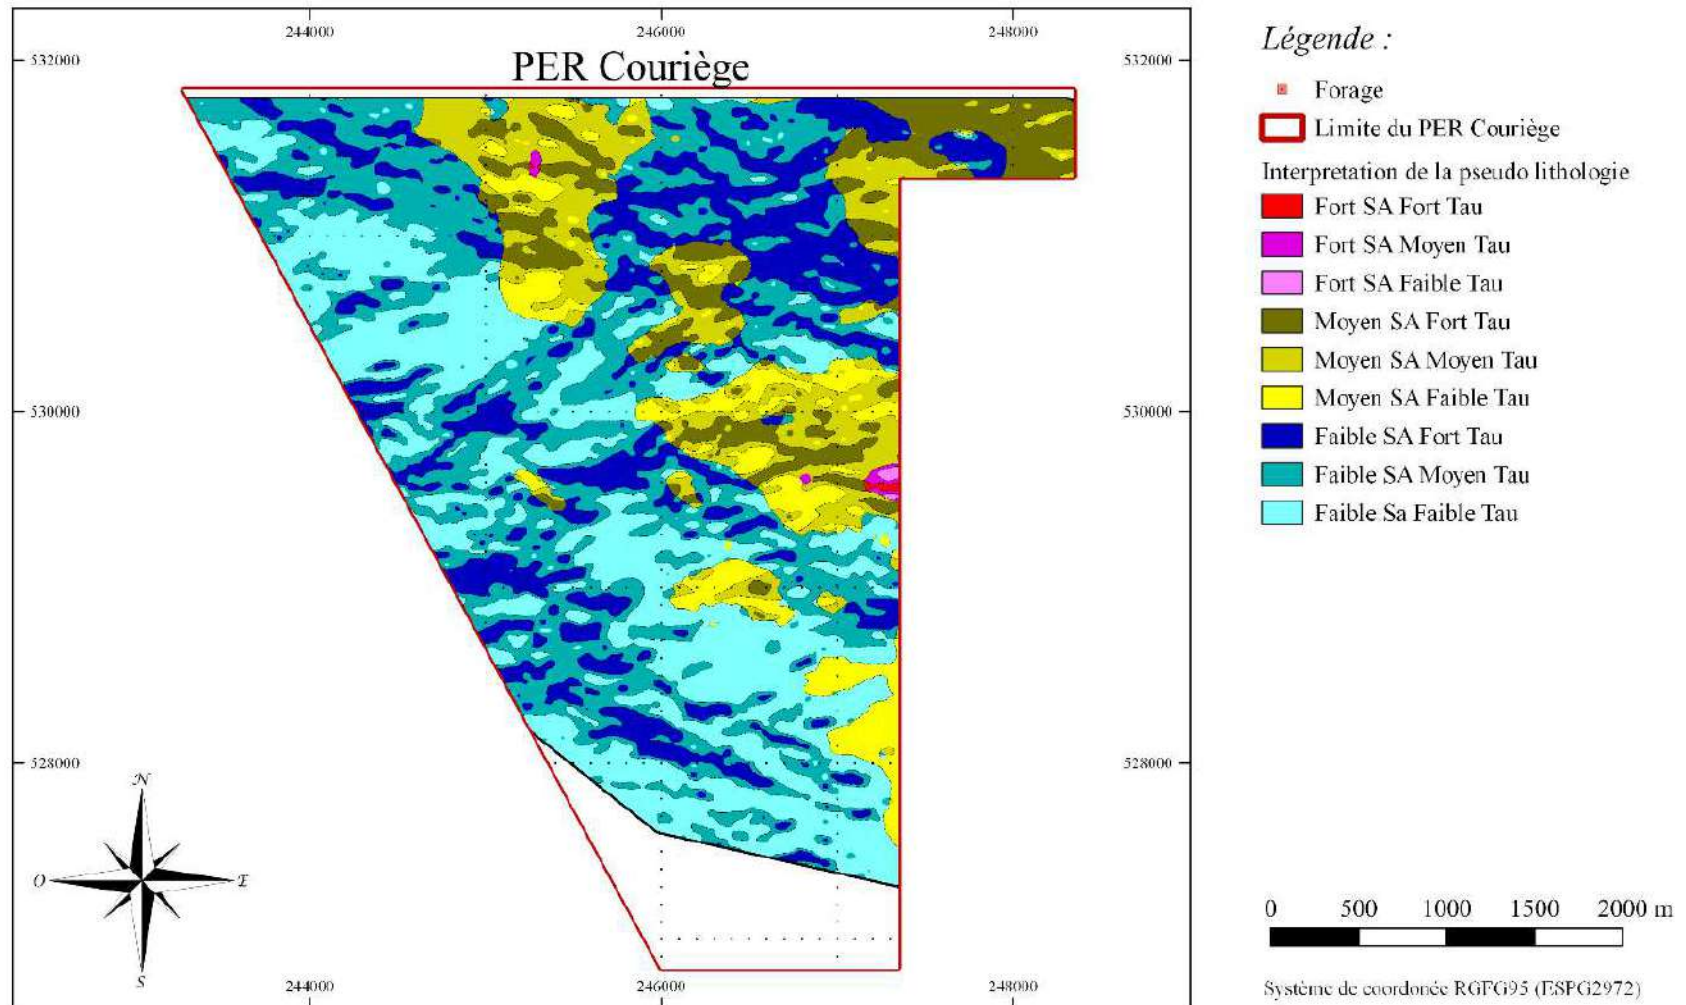 244000
246000
248000
532000
532000
PER Couriège
530000
530000
528000
528000
N
O
E
S
244000
246000
248000
Légende :
Forage
Limite du PER Couriège
Interpretation de la pseudo lithologie
Fort SA Fort Tau
Fort SA Moyen Tau
Fort SA Faible Tau
Moyen SA Fort Tau
Moyen SA Moyen Tau
Moyen SA Faible Tau
Faible SA Fort Tau
Faible SA Moyen Tau
Faible Sa Faible Tau
0 500 1000 1500 2000 m
Système de coordonée RGFG95 (ESPG2972)